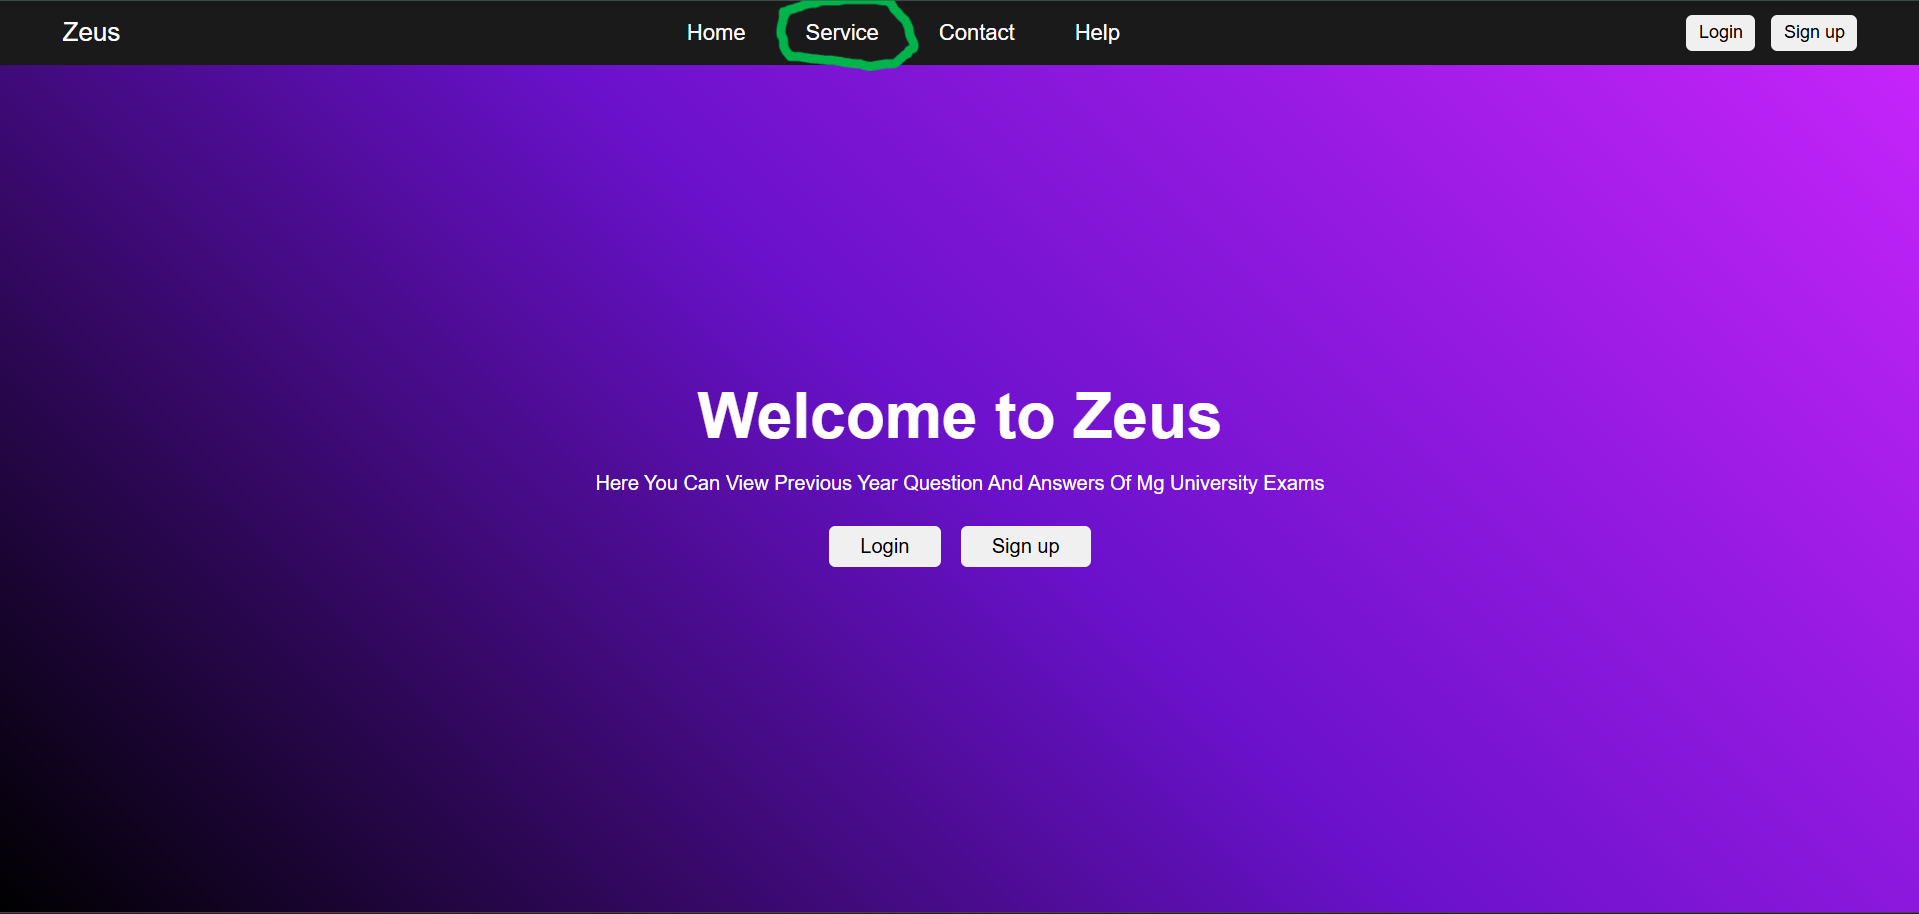 Zeus Home Service Contact Help Login Sign up
Welcome to Zeus
Here You Can View Previous Year Question And Answers Of Mg University Exams
Login Sign up